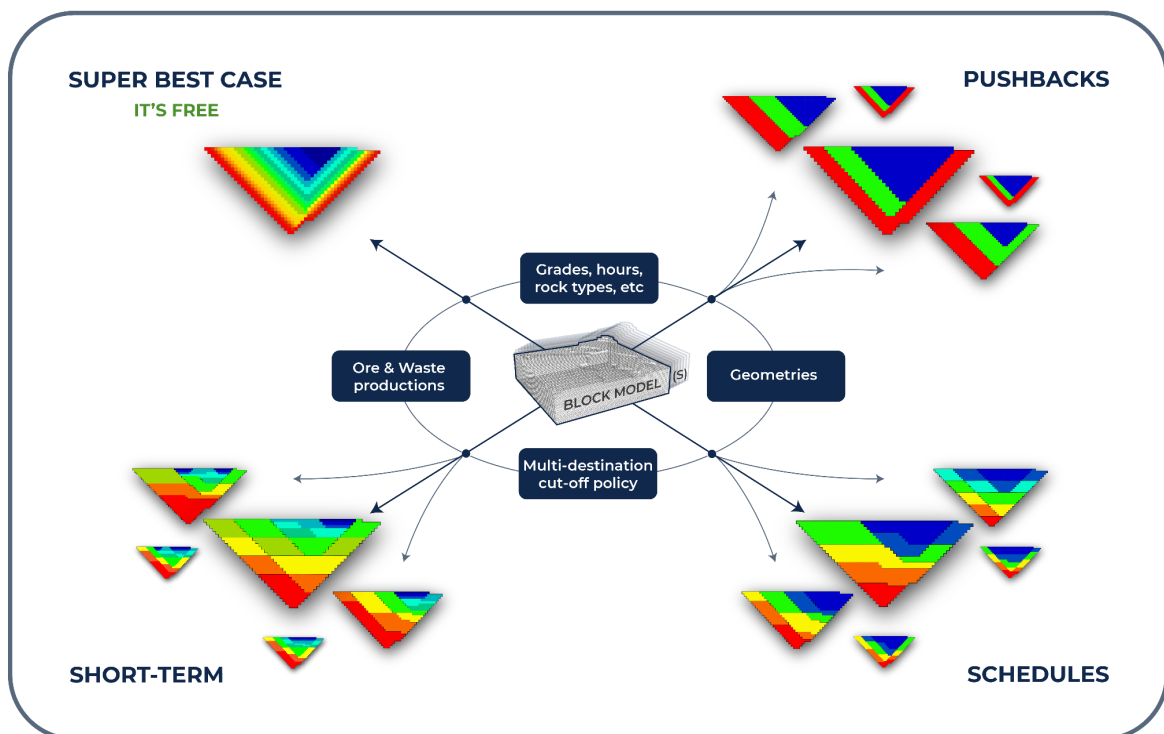 SUPER BEST CASE
IT'S FREE
PUSHBACKS
Grades, hours,
rock types, etc
Ore & Waste
productions
BLOCK MODEL
(S)
Geometries
Multi-destination
cut-off policy
SHORT-TERM
SCHEDULES